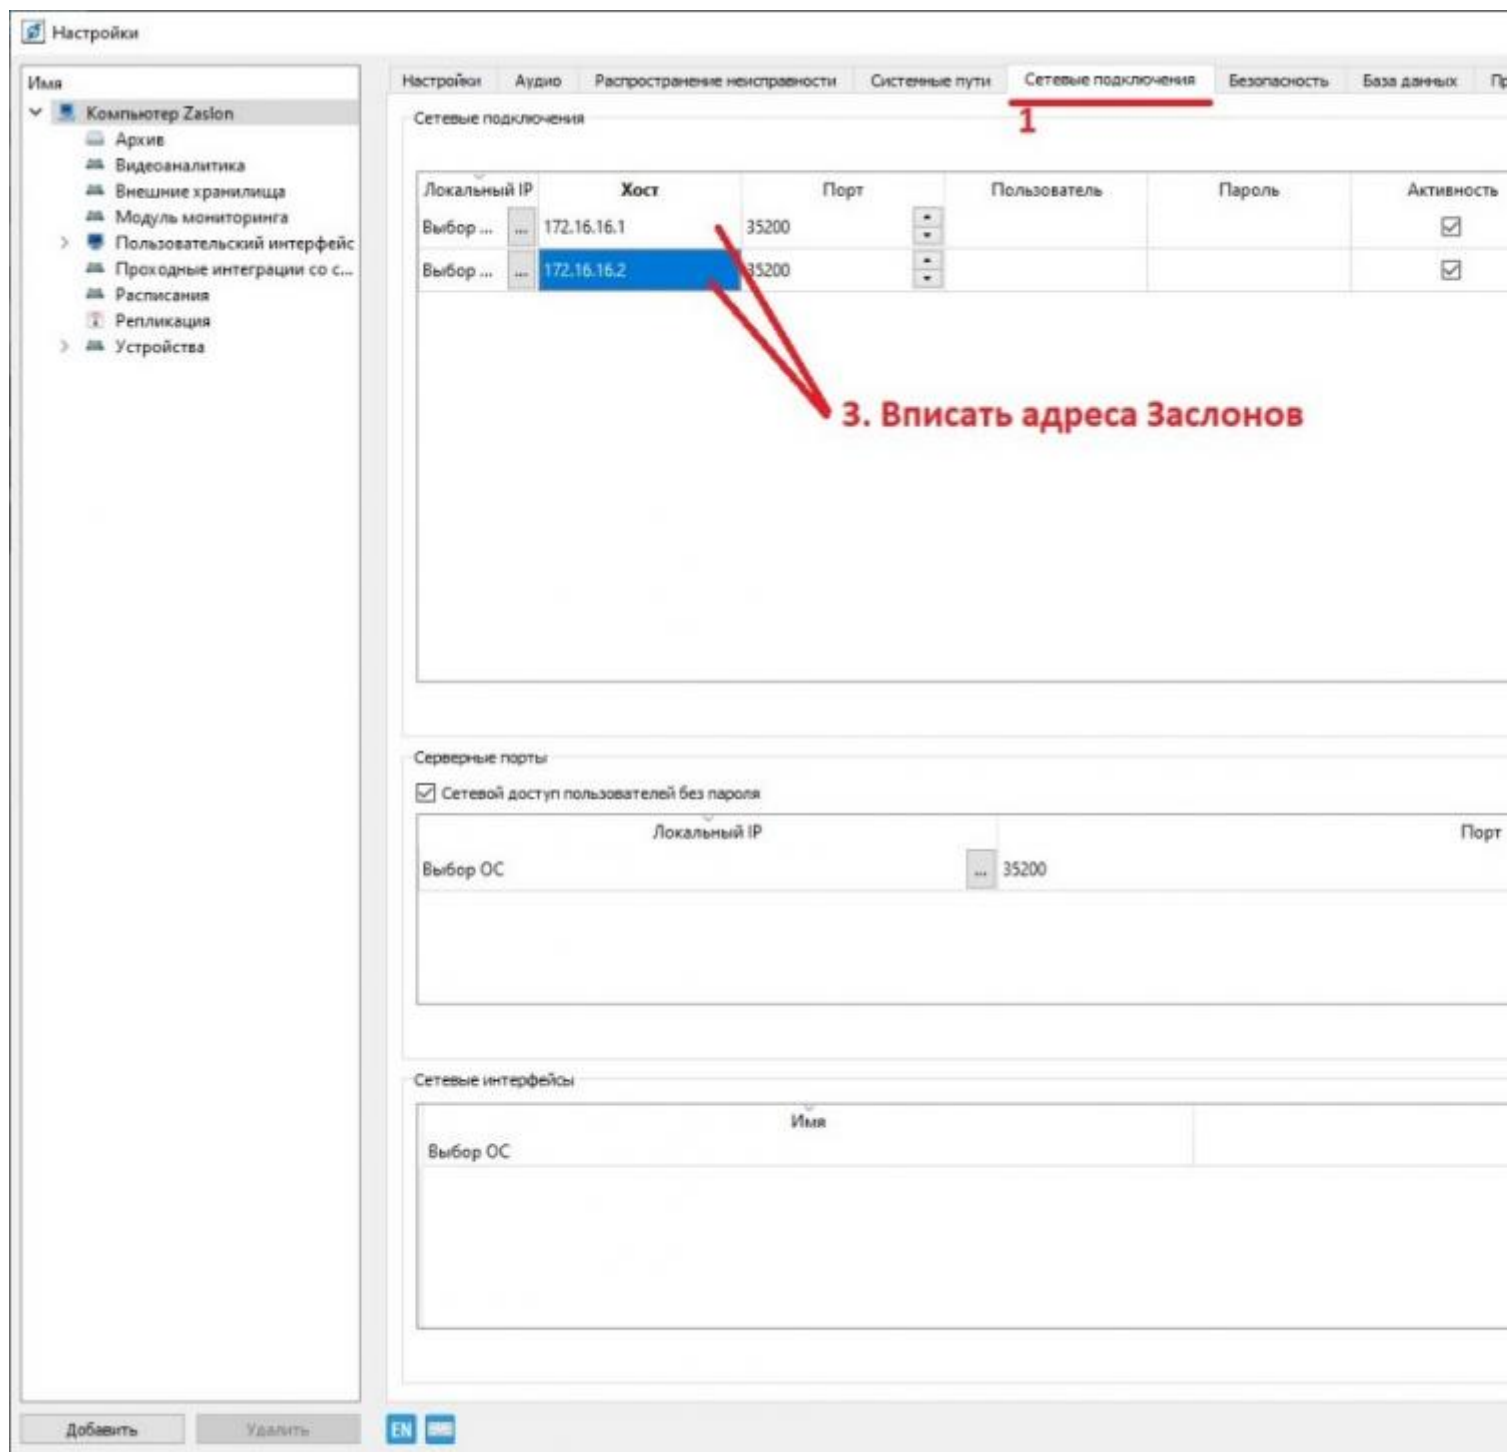 Настройки
Имя
Компьютер Zaslon
Архив
Видеоаналитика
Внешние хранилища
Модуль мониторинга
Пользовательский интерфейс
Проходные интеграции со с...
Расписания
Репликация
Устройства
Добавить
Удалить
Настройки Аудио Распространение неисправности Системные пути Сетевые подключения Безопасность База данных Пр
1
Сетевые подключения
Локальный IP Хост Порт Пользователь Пароль Активность
Выбор ... ... 172.16.16.1 35200
Выбор ... ... 172.16.16.2 35200
3. Вписать адреса Заслонов
Серверные порты
Сетевой доступ пользователей без пароля
Локальный IP Порт
Выбор ОС ... 35200
Сетевые интерфейсы
Имя
Выбор ОС
EN